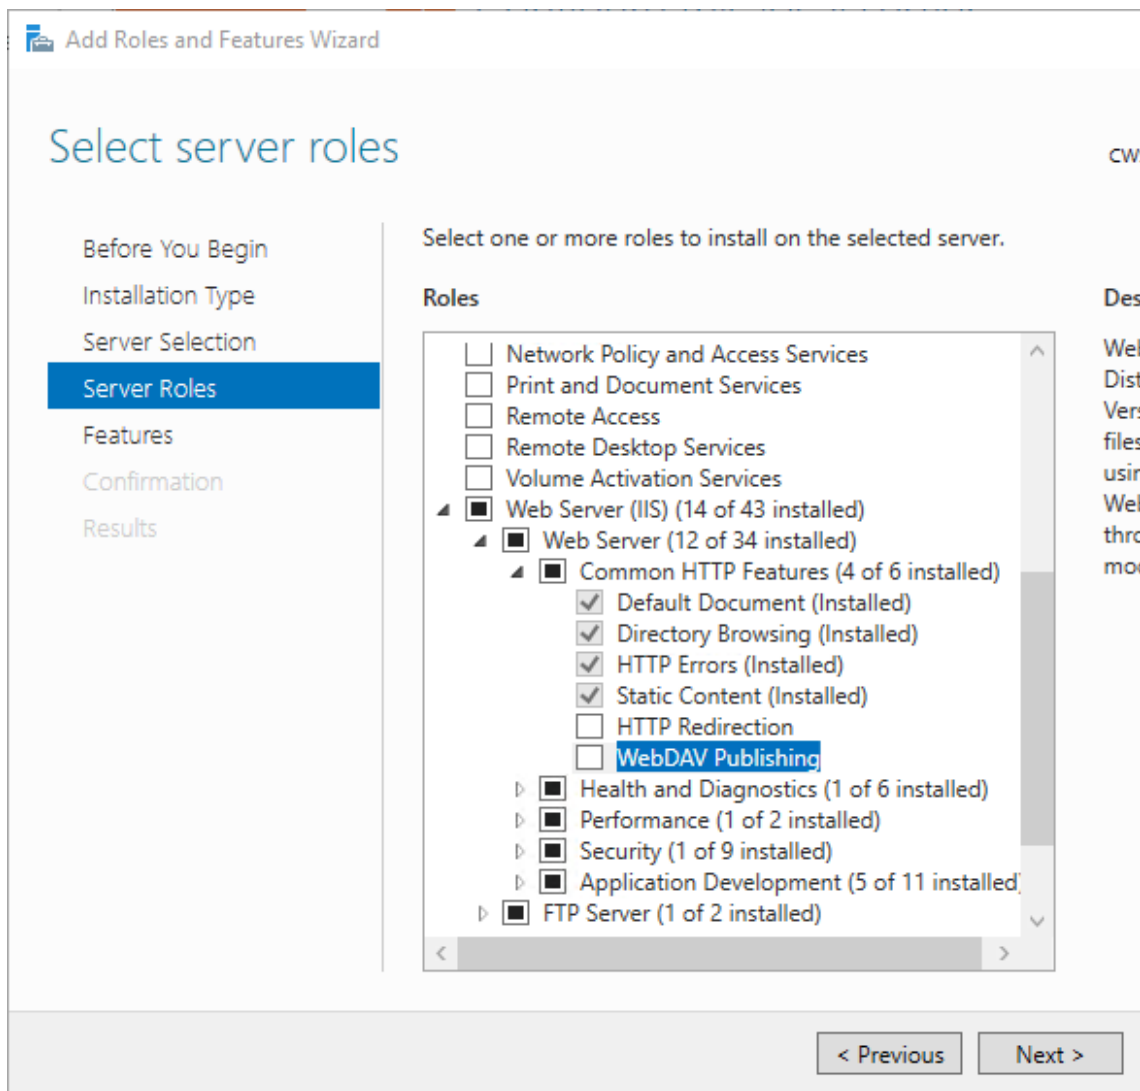 Add Roles and Features Wizard
Select server roles
Before You Begin
Installation Type
Server Selection
Server Roles
Features
Confirmation
Results
Select one or more roles to install on the selected server.
Roles
Network Policy and Access Services
Print and Document Services
Remote Access
Remote Desktop Services
Volume Activation Services
Web Server (IIS) (14 of 43 installed)
Web Server (12 of 34 installed)
Common HTTP Features (4 of 6 installed)
Default Document (Installed)
Directory Browsing (Installed)
HTTP Errors (Installed)
Static Content (Installed)
HTTP Redirection
WebDAV Publishing
Health and Diagnostics (1 of 6 installed)
Performance (1 of 2 installed)
Security (1 of 9 installed)
Application Development (5 of 11 installed)
FTP Server (1 of 2 installed)
< Previous
Next >